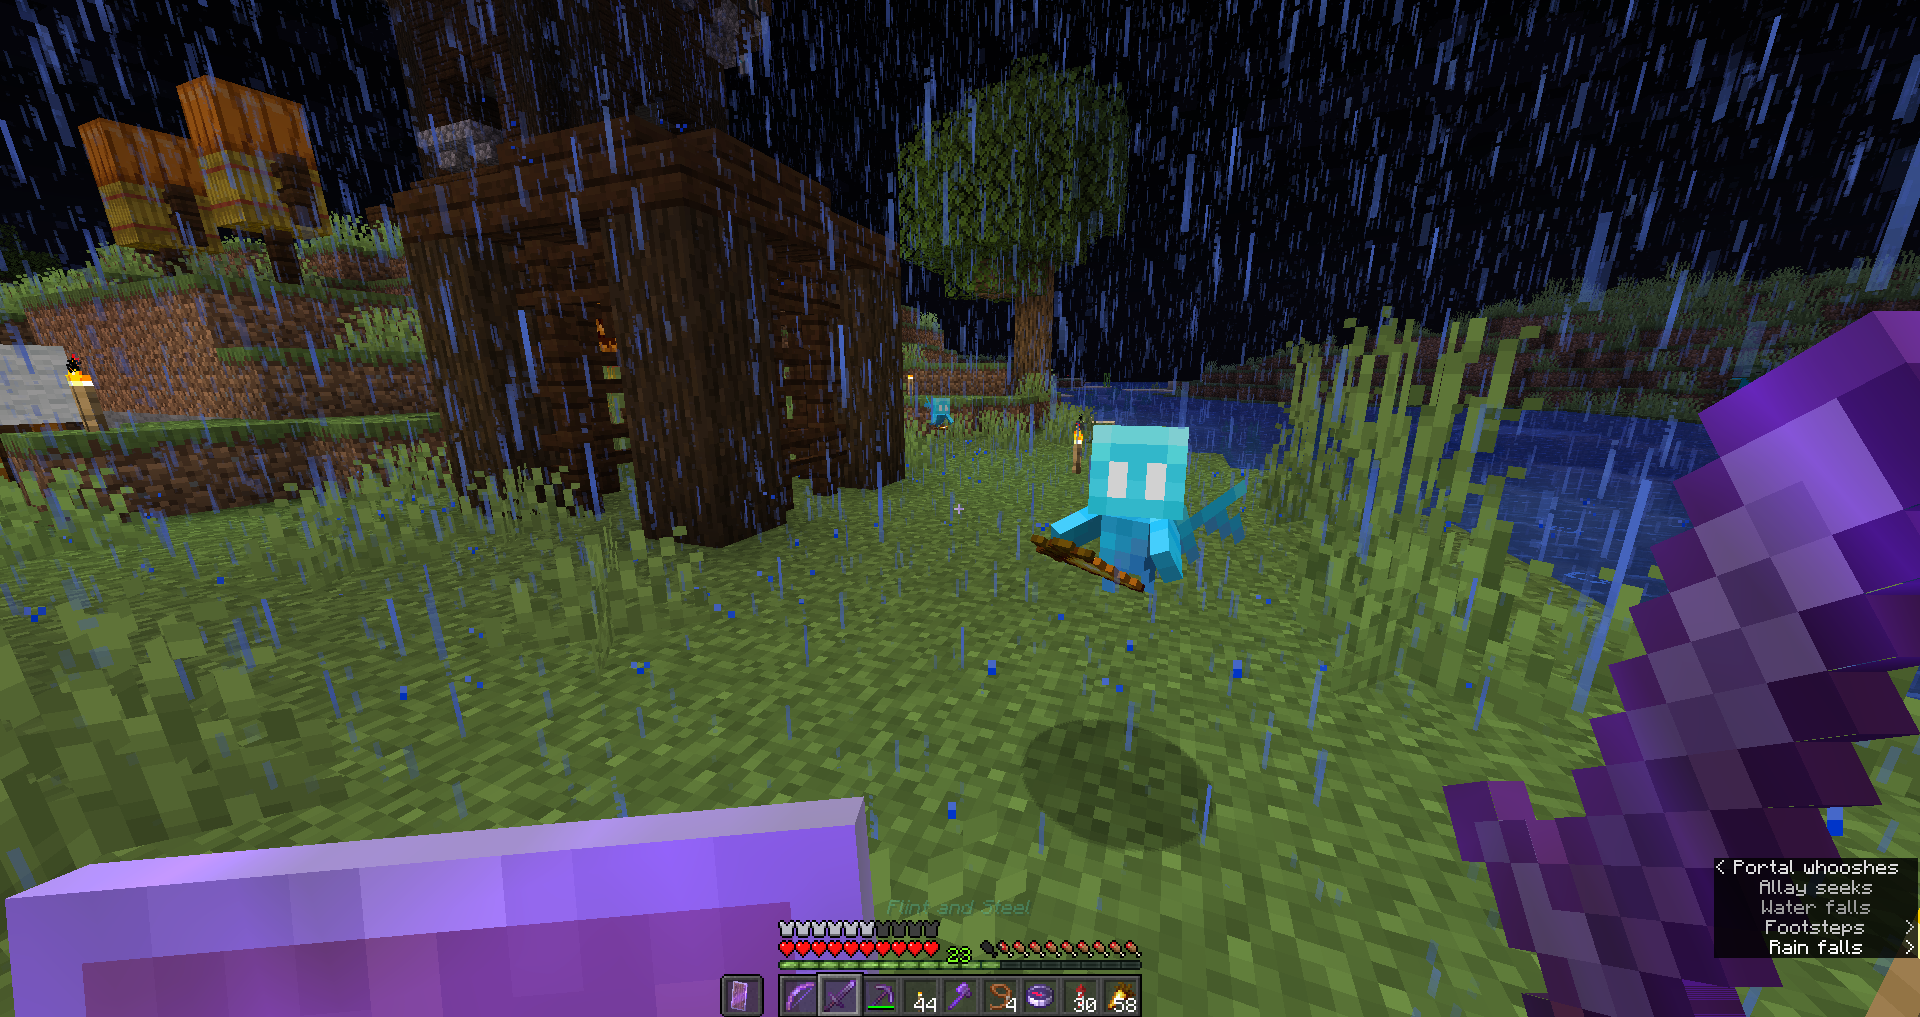 < Portal whooshes
Allay seeks
Water falls
Footsteps >
Rain falls >
Flint and Steel
23
44
4
30
58